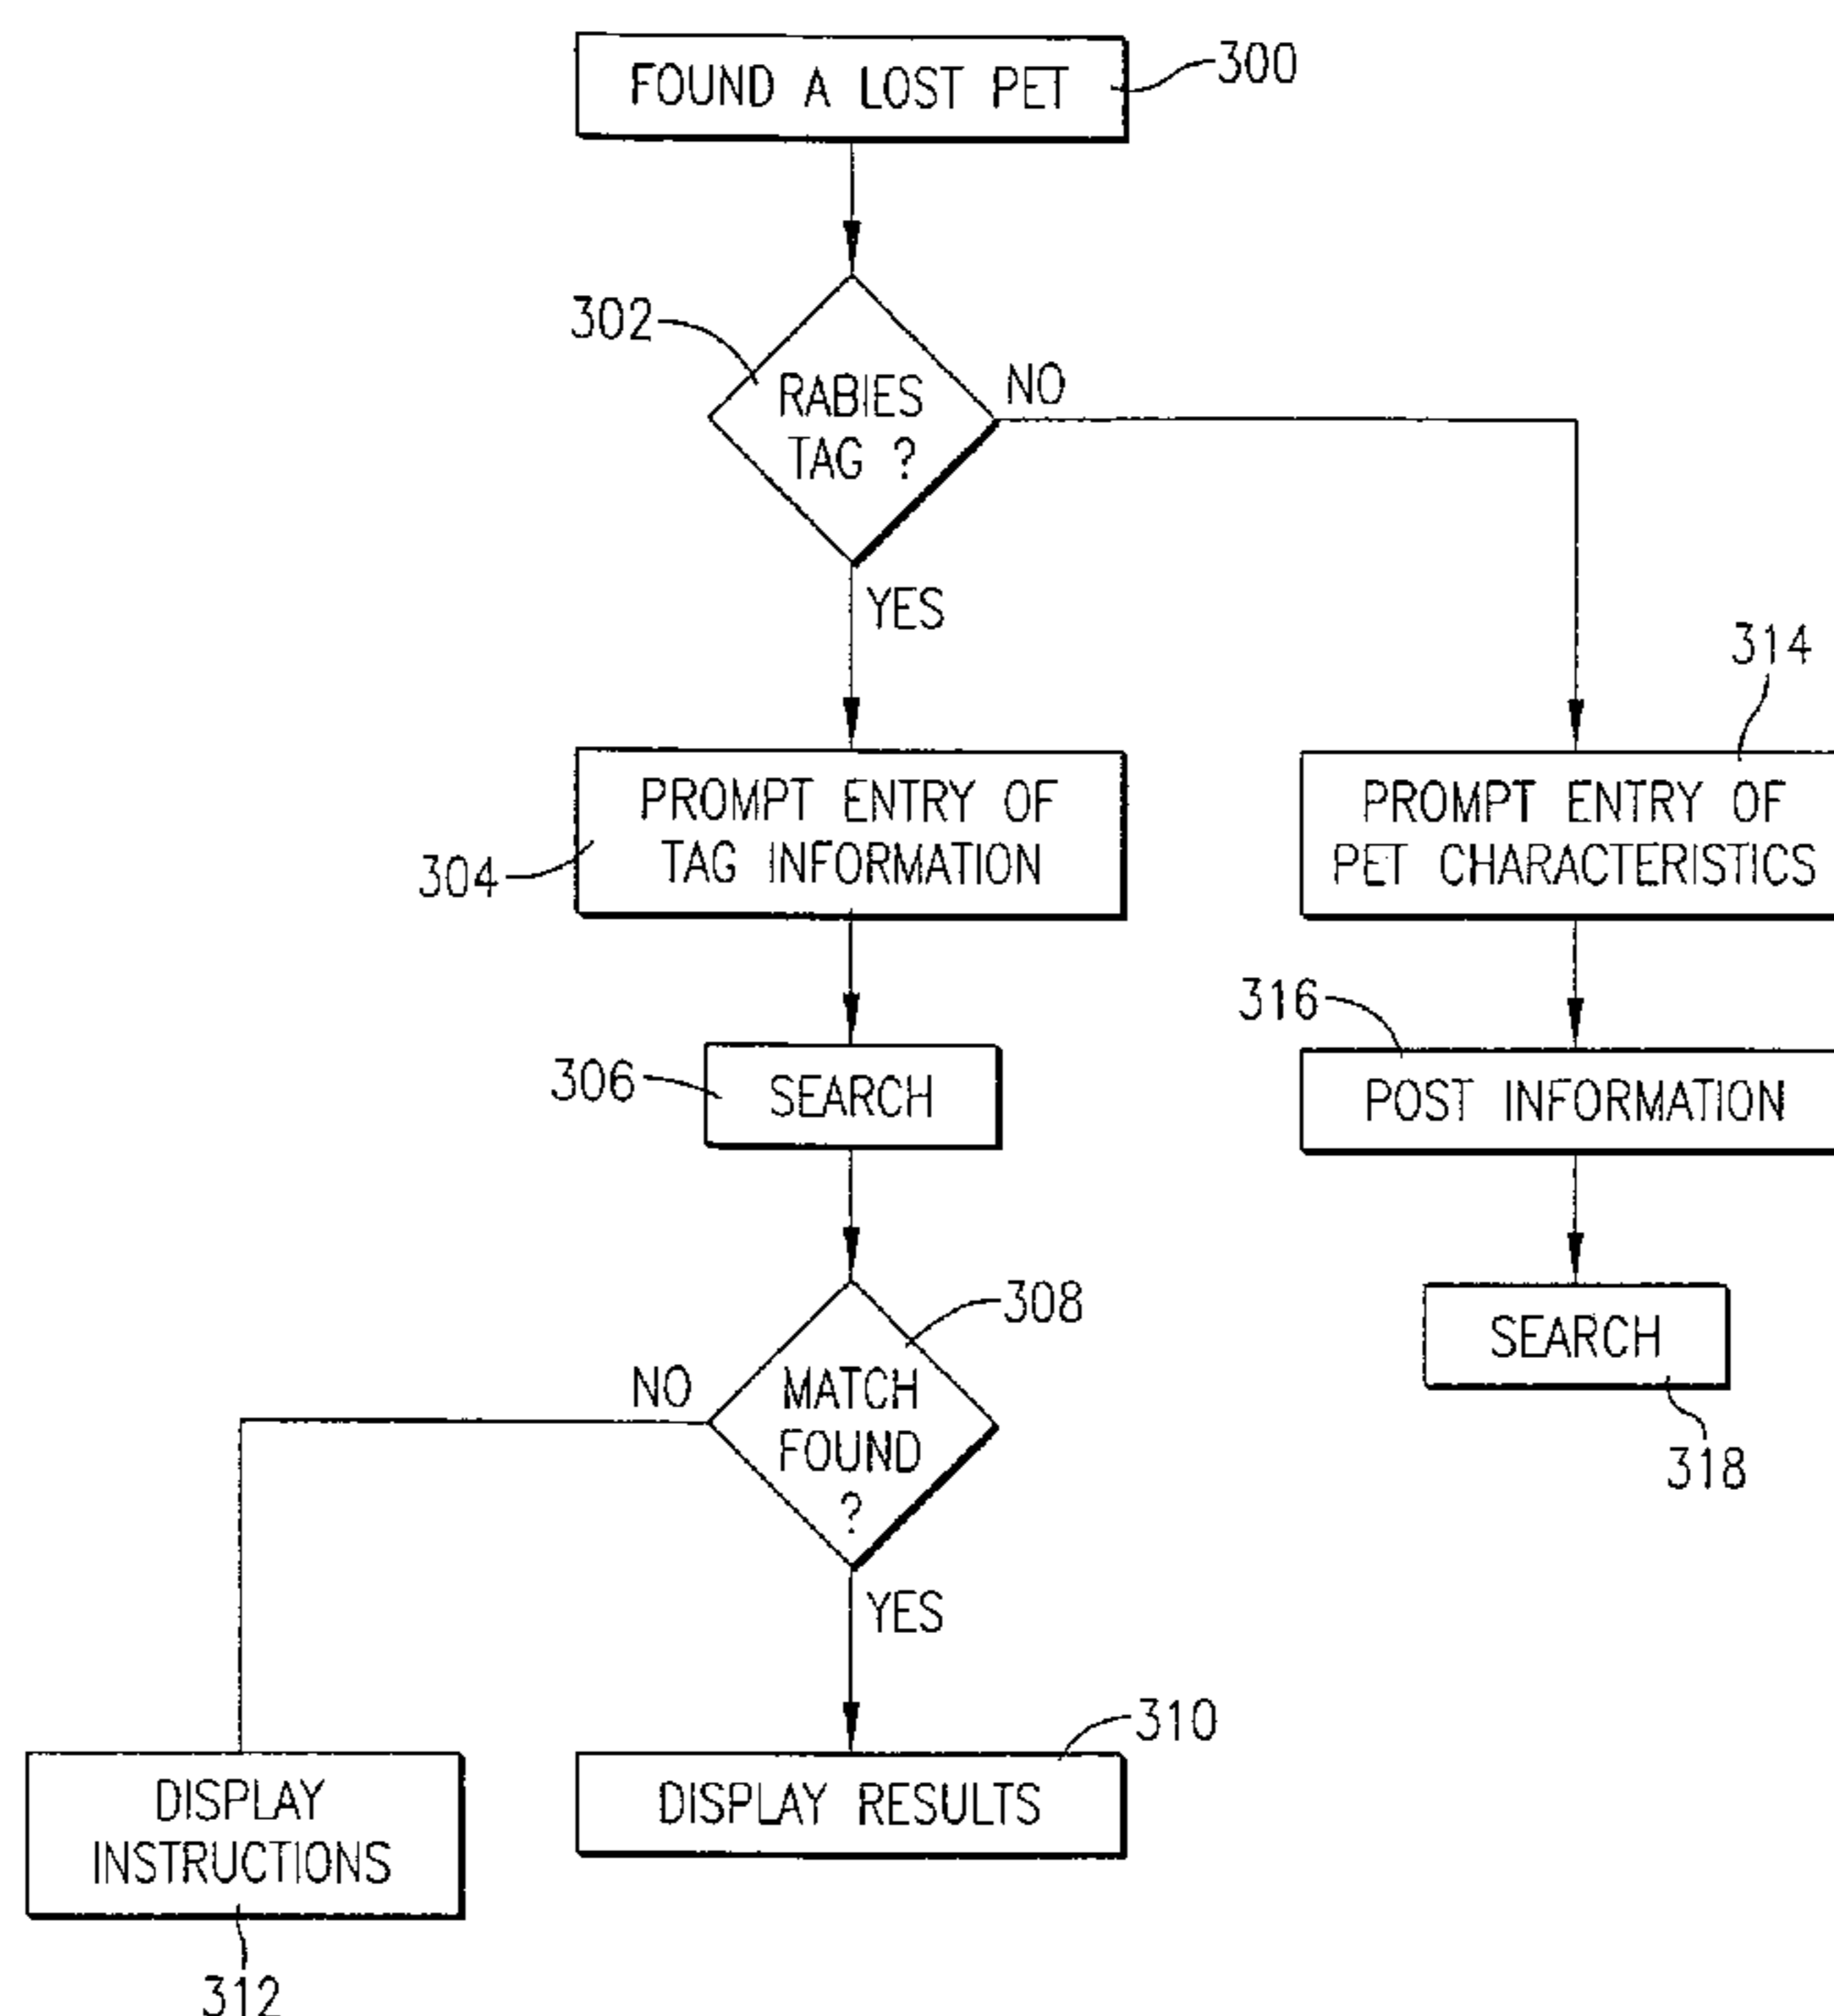 FOUND A LOST PET
300
302
RABIES
TAG ?
NO
YES
314
PROMPT ENTRY OF
TAG INFORMATION
304
PROMPT ENTRY OF
PET CHARACTERISTICS
316
POST INFORMATION
306
SEARCH
308
NO
MATCH
FOUND
?
SEARCH
318
YES
310
DISPLAY
INSTRUCTIONS
DISPLAY RESULTS
312